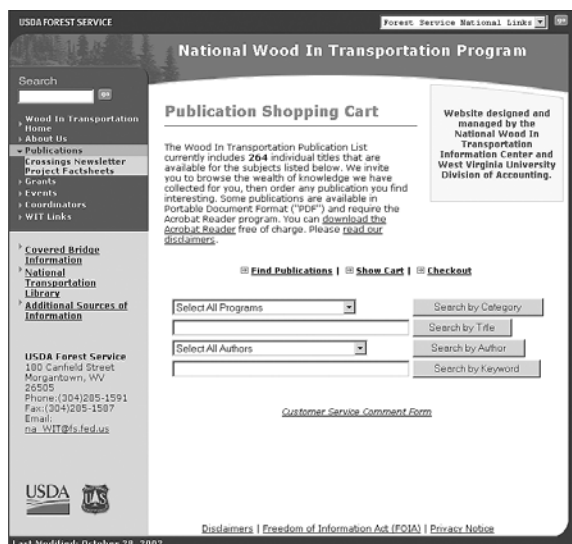 USDA FOREST SERVICE
Forest Service National Links
go
National Wood In Transportation Program
Search
go
Wood In Transportation
Home
About Us
Publications
Crossings Newsletter
Project Factsheets
Grants
Events
Coordinators
WIT Links
Covered Bridge
Information
National
Transportation
Library
Additional Sources of
Information
USDA Forest Service
180 Canfield Street
Morgantown, WV
26505
Phone:(304)285-1591
Fax:(304)285-1587
Email:
na_WIT@fs.fed.us
USDA
UAS
Publication Shopping Cart
The Wood In Transportation Publication List
currently includes 264 individual titles that are
available for the subjects listed below. We invite
you to browse the wealth of knowledge we have
collected for you, then order any publication you find
interesting. Some publications are available in
Portable Document Format ("PDF") and require the
Acrobat Reader program. You can download the
Acrobat Reader free of charge. Please read our
disclaimers.
Website designed and
managed by the
National Wood In
Transportation
Information Center and
West Virginia University
Division of Accounting.
Find Publications | Show Cart | Checkout
Select All Programs
Search by Category
Search by Title
Select All Authors
Search by Author
Search by Keyword
Customer Service Comment Form
Disclaimers | Freedom of Information Act (FOIA) | Privacy Notice
Last Modified: October 28, 2002